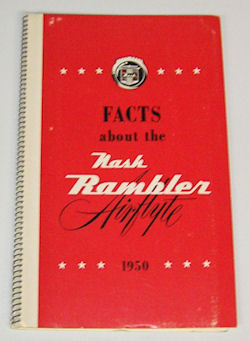 FACTS
about the
Nash
Rambler
Airflyte
1950